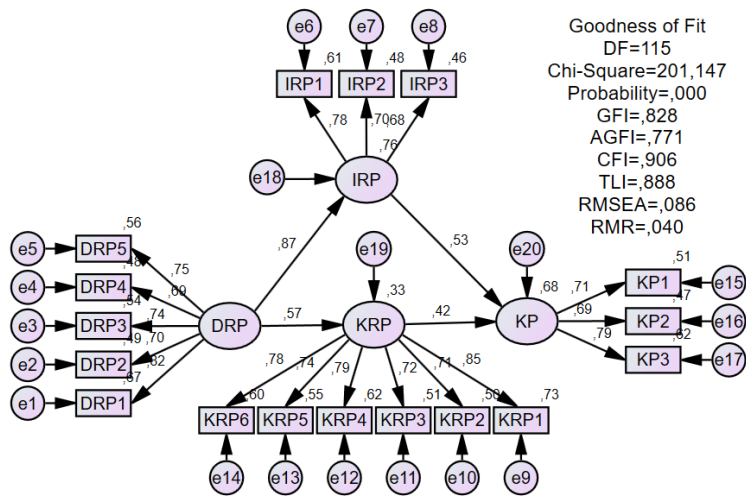 Goodness of Fit
DF=115
Chi-Square=201,147
Probability=,000
GFI=,828
AGFI=,771
CFI=,906
TLI=,888
RMSEA=,086
RMR=,040
e6 e7 e8
,61 ,48 ,46
IRP1 IRP2 IRP3
,78 ,70 ,68
,76
e18 IRP
,87 ,53
e19 e20
,56
e5 DRP5
,75
,48
e4 DRP4
,69
,54
e3 DRP3
,74
,49
e2 DRP2
,70
,67
e1 DRP1
,82
DRP ,57 KRP ,33 ,42 KP ,68
,51
,71 KP1 e15
,47
,69 KP2 e16
,62
,79 KP3 e17
,78 ,74 ,79 ,72 ,71 ,85
,60 ,55 ,62 ,51 ,50 ,73
KRP6 KRP5 KRP4 KRP3 KRP2 KRP1
e14 e13 e12 e11 e10 e9